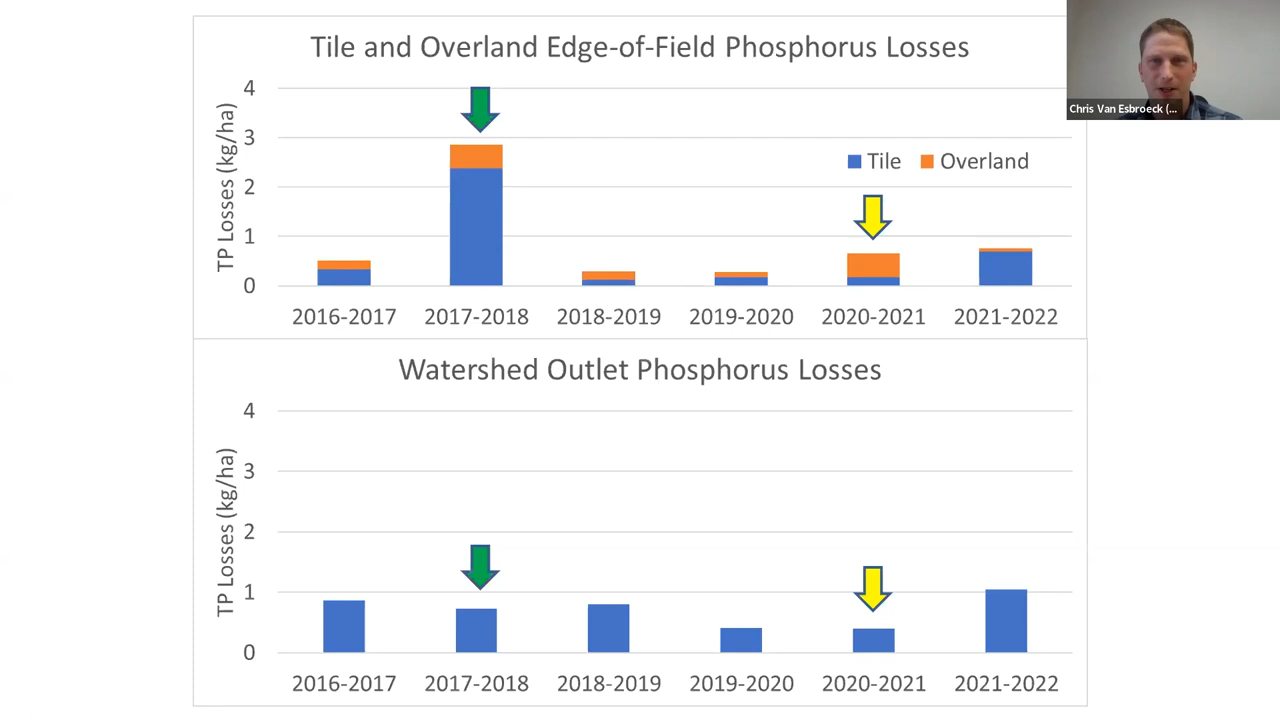 Tile and Overland Edge-of-Field Phosphorus Losses
TP Losses (kg/ha)
4
3
2
1
0
Tile Overland
2016-2017 2017-2018 2018-2019 2019-2020 2020-2021 2021-2022
Chris Van Esbroeck (...
Watershed Outlet Phosphorus Losses
TP Losses (kg/ha)
4
3
2
1
0
2016-2017 2017-2018 2018-2019 2019-2020 2020-2021 2021-2022